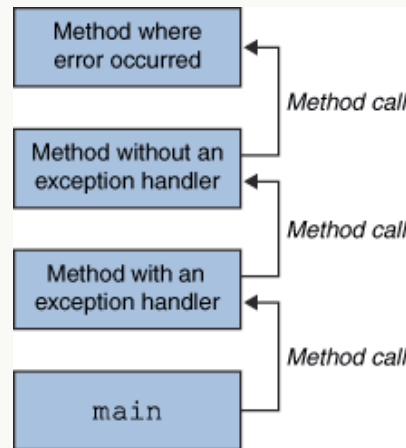 Method where
error occurred
Method call
Method without an
exception handler
Method call
Method with an
exception handler
Method call
main